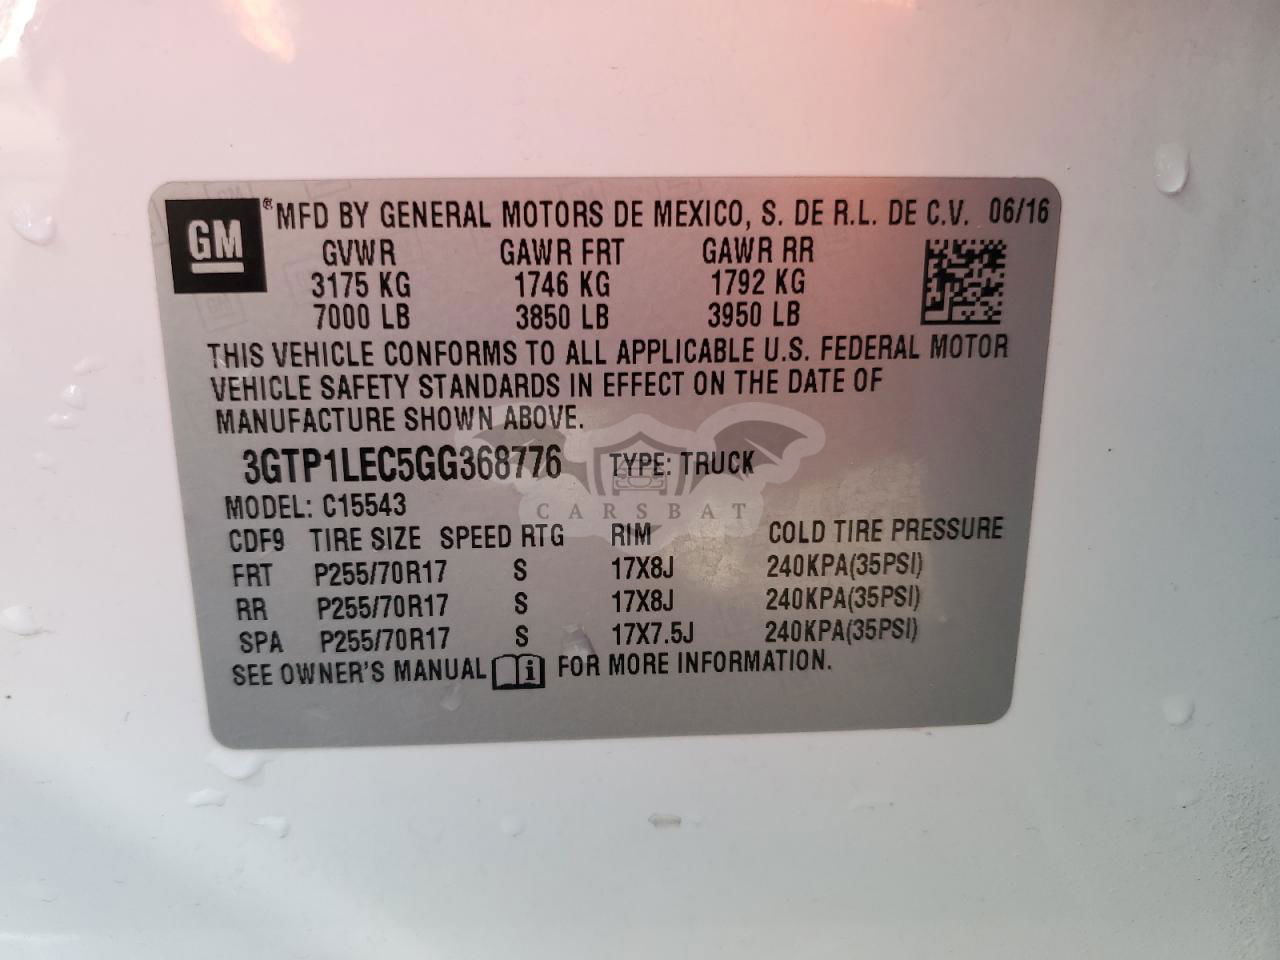 GM ® MFD BY GENERAL MOTORS DE MEXICO, S. DE R.L. DE C.V. 06/16
GVWR GAWR FRT GAWR RR
3175 KG 1746 KG 1792 KG
7000 LB 3850 LB 3950 LB
THIS VEHICLE CONFORMS TO ALL APPLICABLE U.S. FEDERAL MOTOR
VEHICLE SAFETY STANDARDS IN EFFECT ON THE DATE OF
MANUFACTURE SHOWN ABOVE.
3GTP1LEC5GG368776 TYPE: TRUCK
CARSBAT
MODEL: C15543
CDF9 TIRE SIZE SPEED RTG RIM COLD TIRE PRESSURE
FRT P255/70R17 S 17X8J 240KPA(35PSI)
RR P255/70R17 S 17X8J 240KPA(35PSI)
SPA P255/70R17 S 17X7.5J 240KPA(35PSI)
SEE OWNER'S MANUAL i FOR MORE INFORMATION.